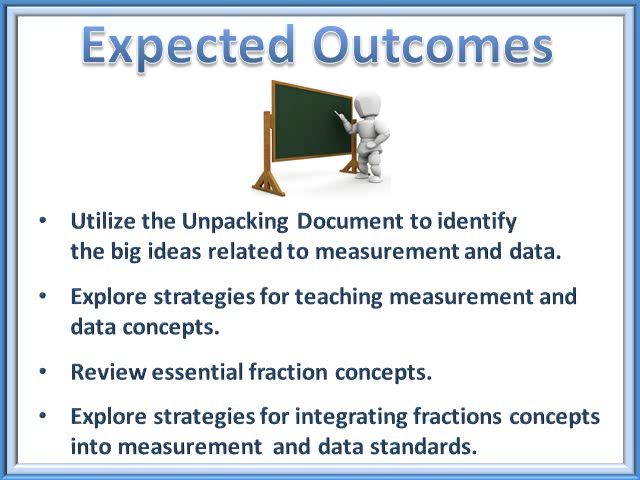 Expected Outcomes
• Utilize the Unpacking Document to identify
the big ideas related to measurement and data.
• Explore strategies for teaching measurement and
data concepts.
• Review essential fraction concepts.
• Explore strategies for integrating fractions concepts
into measurement and data standards.